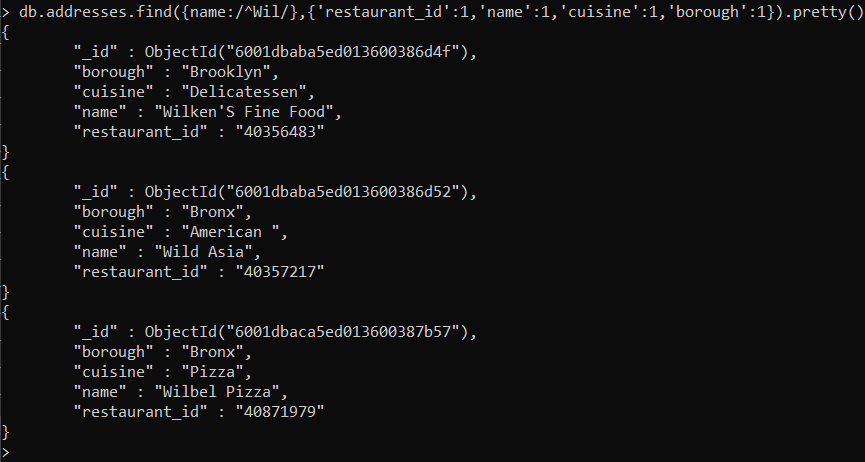 > db.addresses.find({name:/^Wil/},{'restaurant_id':1,'name':1,'cuisine':1,'borough':1}).pretty()
{
        "_id" : ObjectId("6001dbaba5ed013600386d4f"),
        "borough" : "Brooklyn",
        "cuisine" : "Delicatessen",
        "name" : "Wilken'S Fine Food",
        "restaurant_id" : "40356483"
}
{
        "_id" : ObjectId("6001dbaba5ed013600386d52"),
        "borough" : "Bronx",
        "cuisine" : "American ",
        "name" : "Wild Asia",
        "restaurant_id" : "40357217"
}
{
        "_id" : ObjectId("6001dbaca5ed013600387b57"),
        "borough" : "Bronx",
        "cuisine" : "Pizza",
        "name" : "Wilbel Pizza",
        "restaurant_id" : "40871979"
}
>